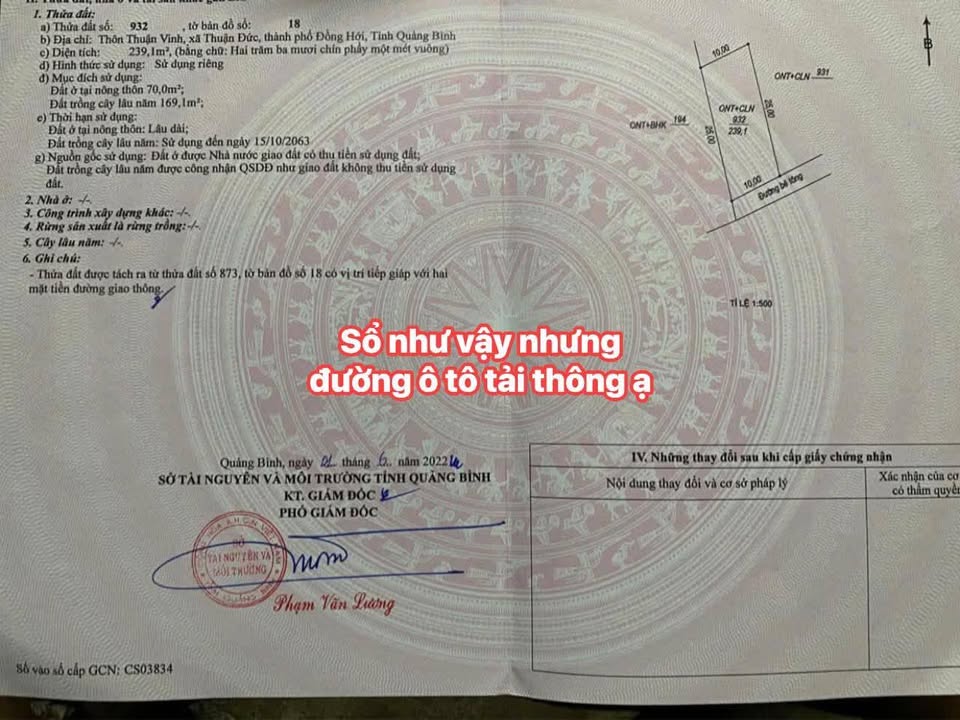 1. Thửa đất:
a) Thửa đất số: 932 , tờ bản đồ số: 18
b) Địa chỉ: Thôn Thuận Vinh, xã Thuận Đức, thành phố Đồng Hới, Tỉnh Quảng Bình
c) Diện tích: 239,1m², (bằng chữ: Hai trăm ba mươi chín phẩy một mét vuông)
d) Hình thức sử dụng: Sử dụng riêng
đ) Mục đích sử dụng:
Đất ở tại nông thôn 70,0m²;
Đất trồng cây lâu năm 169,1m²;
e) Thời hạn sử dụng:
Đất ở tại nông thôn: Lâu dài;
Đất trồng cây lâu năm: Sử dụng đến ngày 15/10/2063
g) Nguồn gốc sử dụng: Đất ở được Nhà nước giao đất có thu tiền sử dụng đất;
Đất trồng cây lâu năm được công nhận QSDĐ như giao đất không thu tiền sử dụng
đất.
2. Nhà ở: -/-.
3. Công trình xây dựng khác: -/-.
4. Rừng sản xuất là rừng trồng: -/-.
5. Cây lâu năm: -/-.
6. Ghi chú:
- Thửa đất được tách ra từ thửa đất số 873, tờ bản đồ số 18 có vị trí tiếp giáp với hai
mặt tiền đường giao thông.
B
10,00
ONT+CLN 931
ONT+CLN
932
239,1
25,00
25,00
ONT+BHK 194
10,00
Đường bê tông
TỈ LỆ 1:500
Sổ như vậy nhưng
đường ô tô tải thông ạ
Quảng Bình, ngày 01 tháng 6 năm 2022
SỞ TÀI NGUYÊN VÀ MÔI TRƯỜNG TỈNH QUẢNG BÌNH
KT. GIÁM ĐỐC
PHÓ GIÁM ĐỐC
SỞ
TÀI NGUYÊN VÀ
MÔI TRƯỜNG
Phạm Văn Lương
IV. Những thay đổi sau khi cấp giấy chứng nhận
Nội dung thay đổi và cơ sở pháp lý
Xác nhận của cơ
có thẩm quyền
Số vào sổ cấp GCN: CS03834